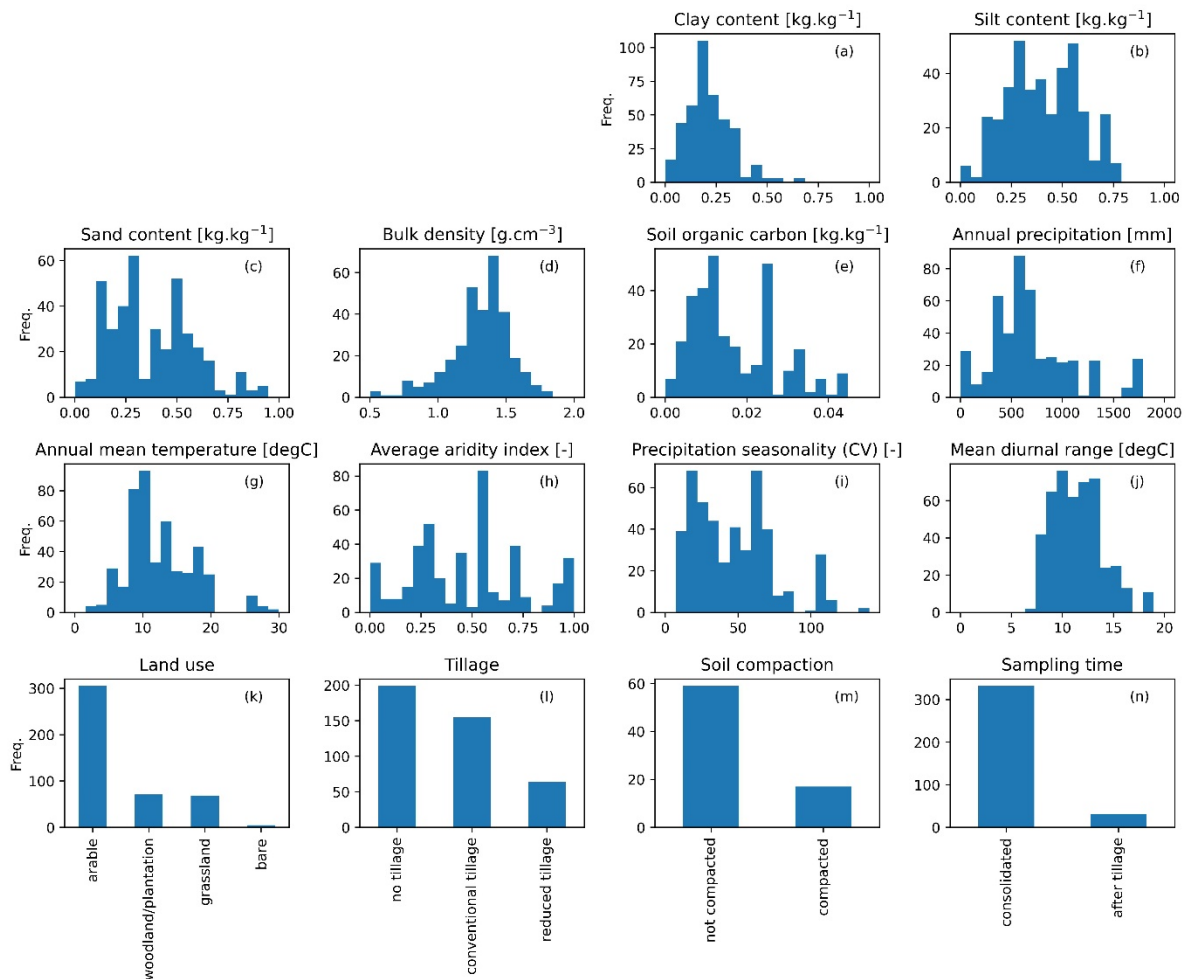 Clay content [kg.kg⁻¹]
Silt content [kg.kg⁻¹]
(a)
(b)
Freq.
100
75
50
25
0
40
20
0
0.00 0.25 0.50 0.75 1.00
0.00 0.25 0.50 0.75 1.00
Sand content [kg.kg⁻¹]
Bulk density [g.cm⁻³]
Soil organic carbon [kg.kg⁻¹]
Annual precipitation [mm]
(c)
(d)
(e)
(f)
Freq.
60
40
20
0
60
40
20
0
40
20
0
80
60
40
20
0
0.00 0.25 0.50 0.75 1.00
0.5 1.0 1.5 2.0
0.00 0.02 0.04
0 500 1000 1500 2000
Annual mean temperature [degC]
Average aridity index [-]
Precipitation seasonality (CV) [-]
Mean diurnal range [degC]
(g)
(h)
(i)
(j)
Freq.
75
50
25
0
80
60
40
20
0
60
40
20
0
60
40
20
0
0 10 20 30
0.00 0.25 0.50 0.75 1.00
0 50 100
0 5 10 15 20
Land use
Tillage
Soil compaction
Sampling time
(k)
(l)
(m)
(n)
Freq.
300
200
100
0
200
150
100
50
0
60
40
20
0
300
200
100
0
arable
woodland/plantation
grassland
bare
no tillage
conventional tillage
reduced tillage
not compacted
compacted
consolidated
after tillage